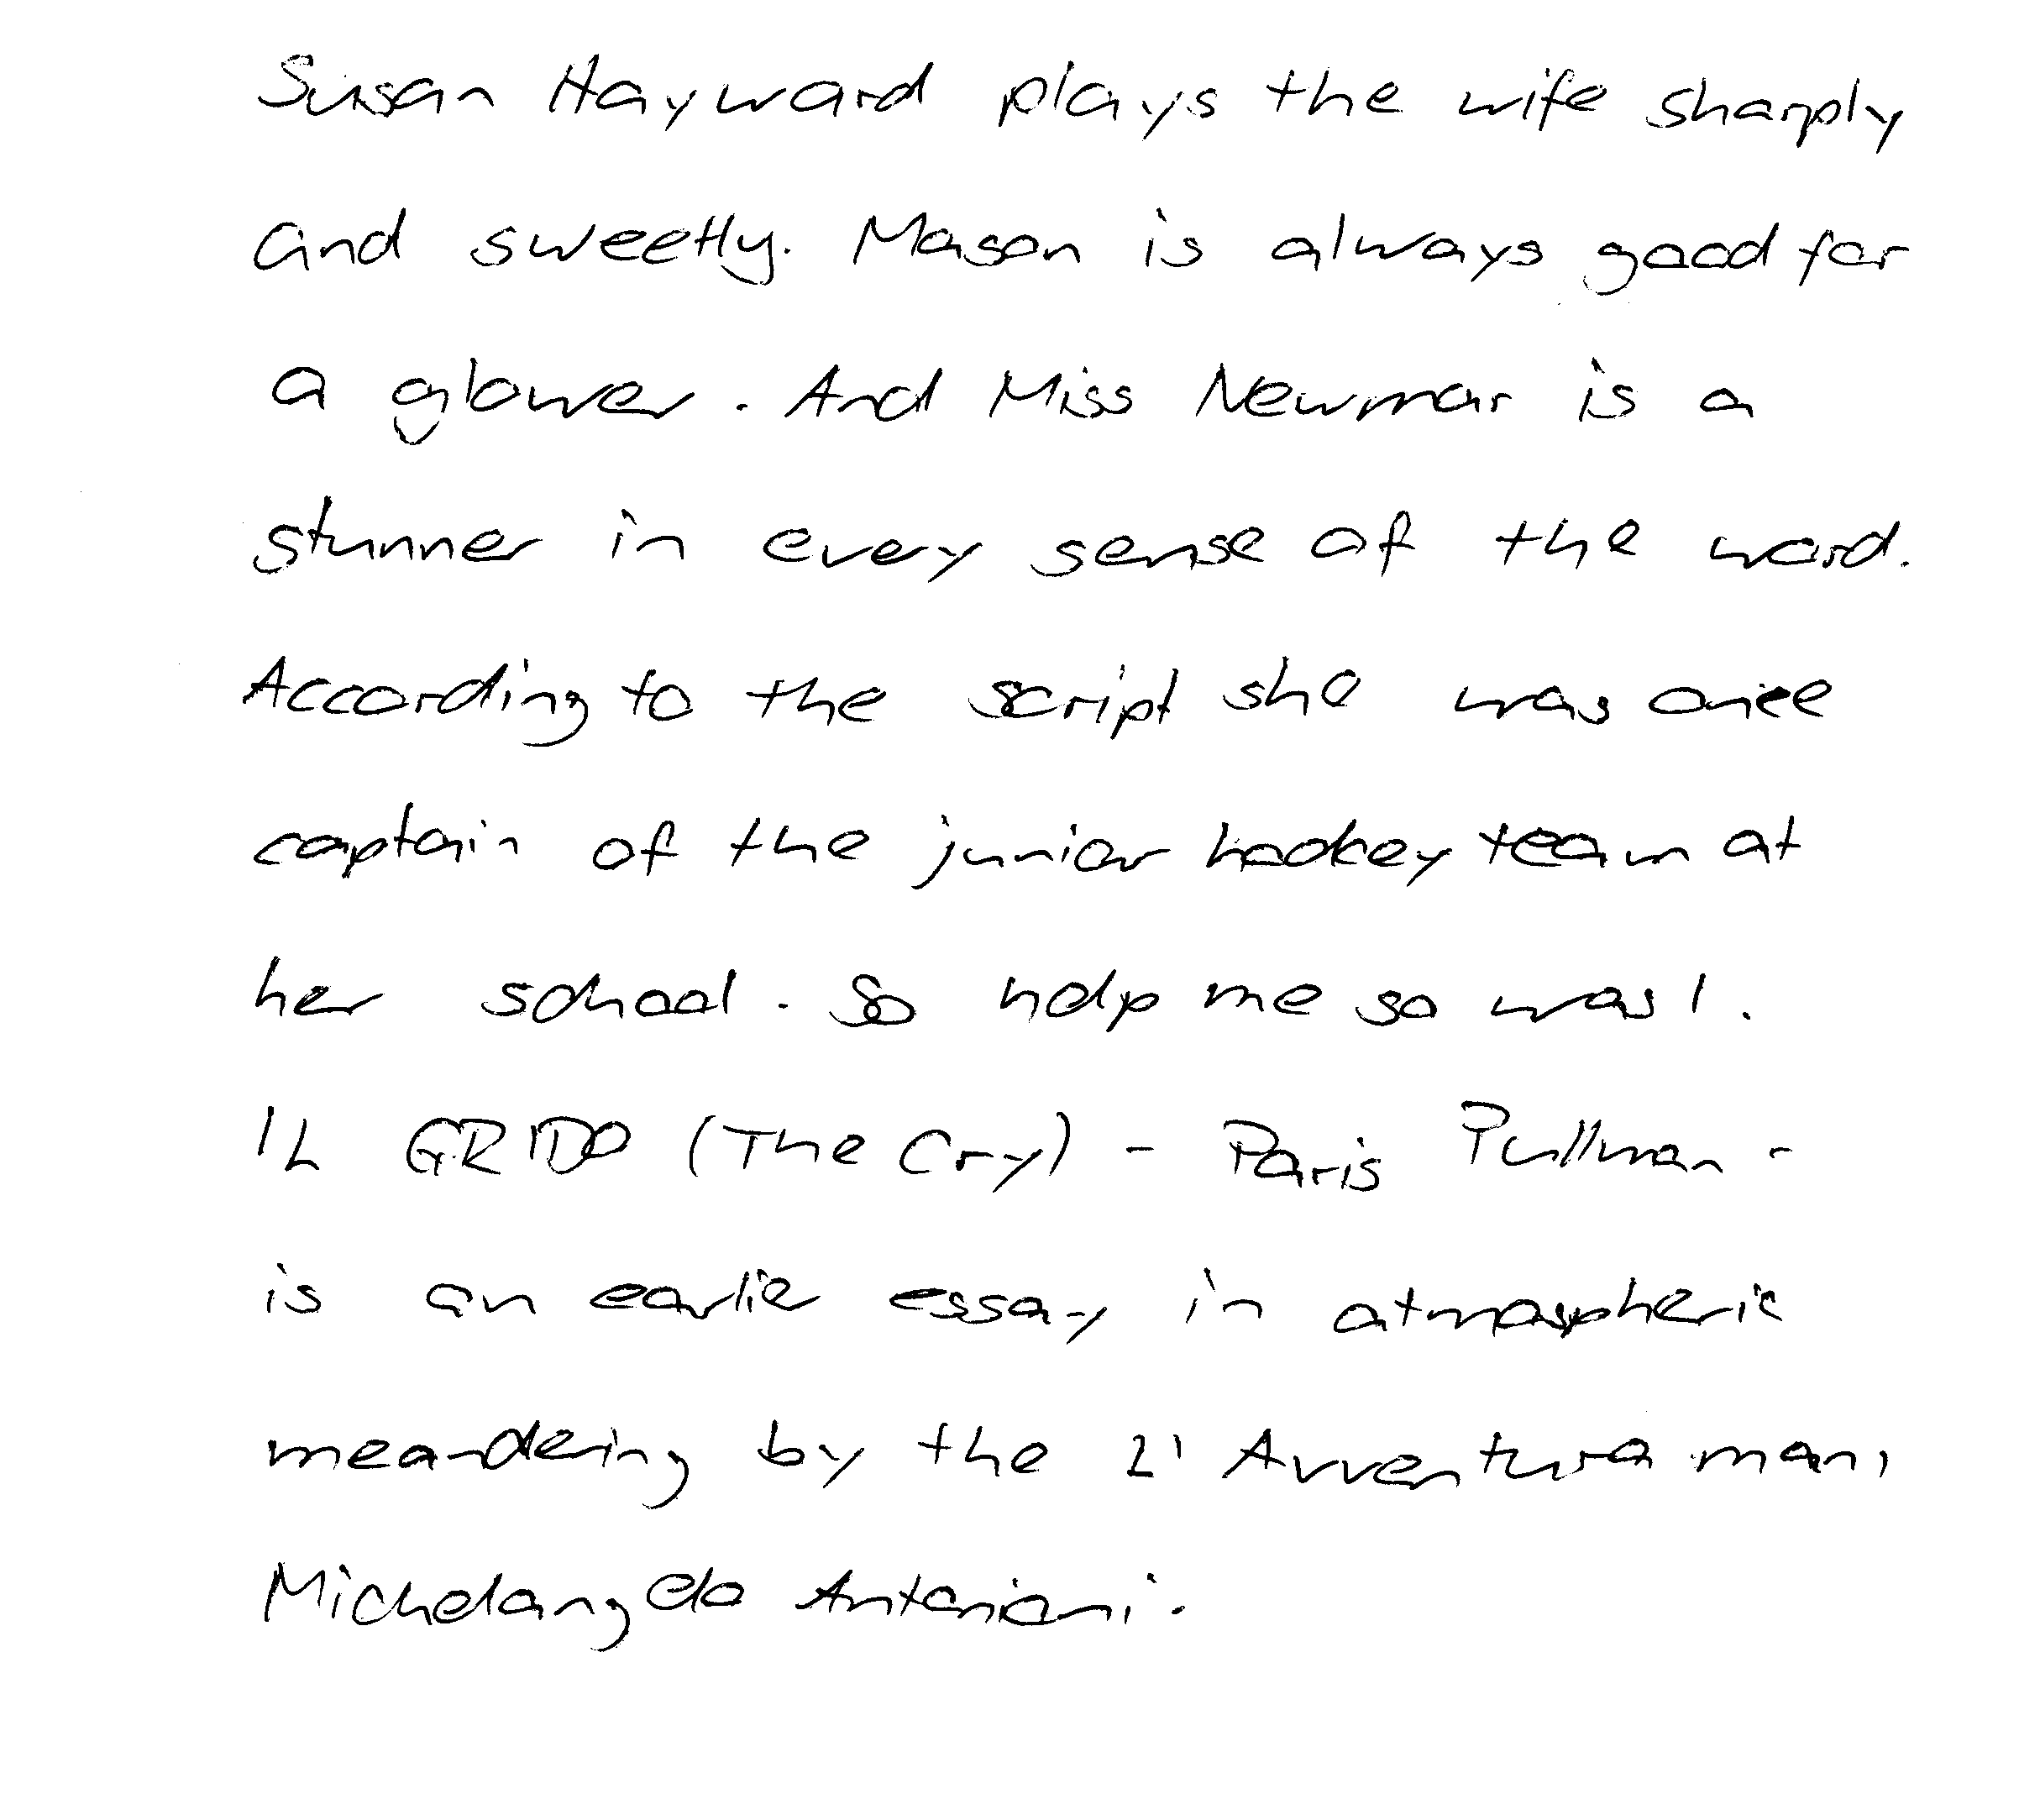 Susan Hayward plays the wife sharply
and sweetly. Mason is always good for
a glower. And Miss Newmar is a
stunner in every sense of the word.
According to the script she was once
captain of the junior hockey team at
her school. So help me so was I.
IL GRIDO (The Cry) - Paris Pullman -
is an earlier essay in atmospheric
meandering by the L'Avventura man,
Michelangelo Antonioni.